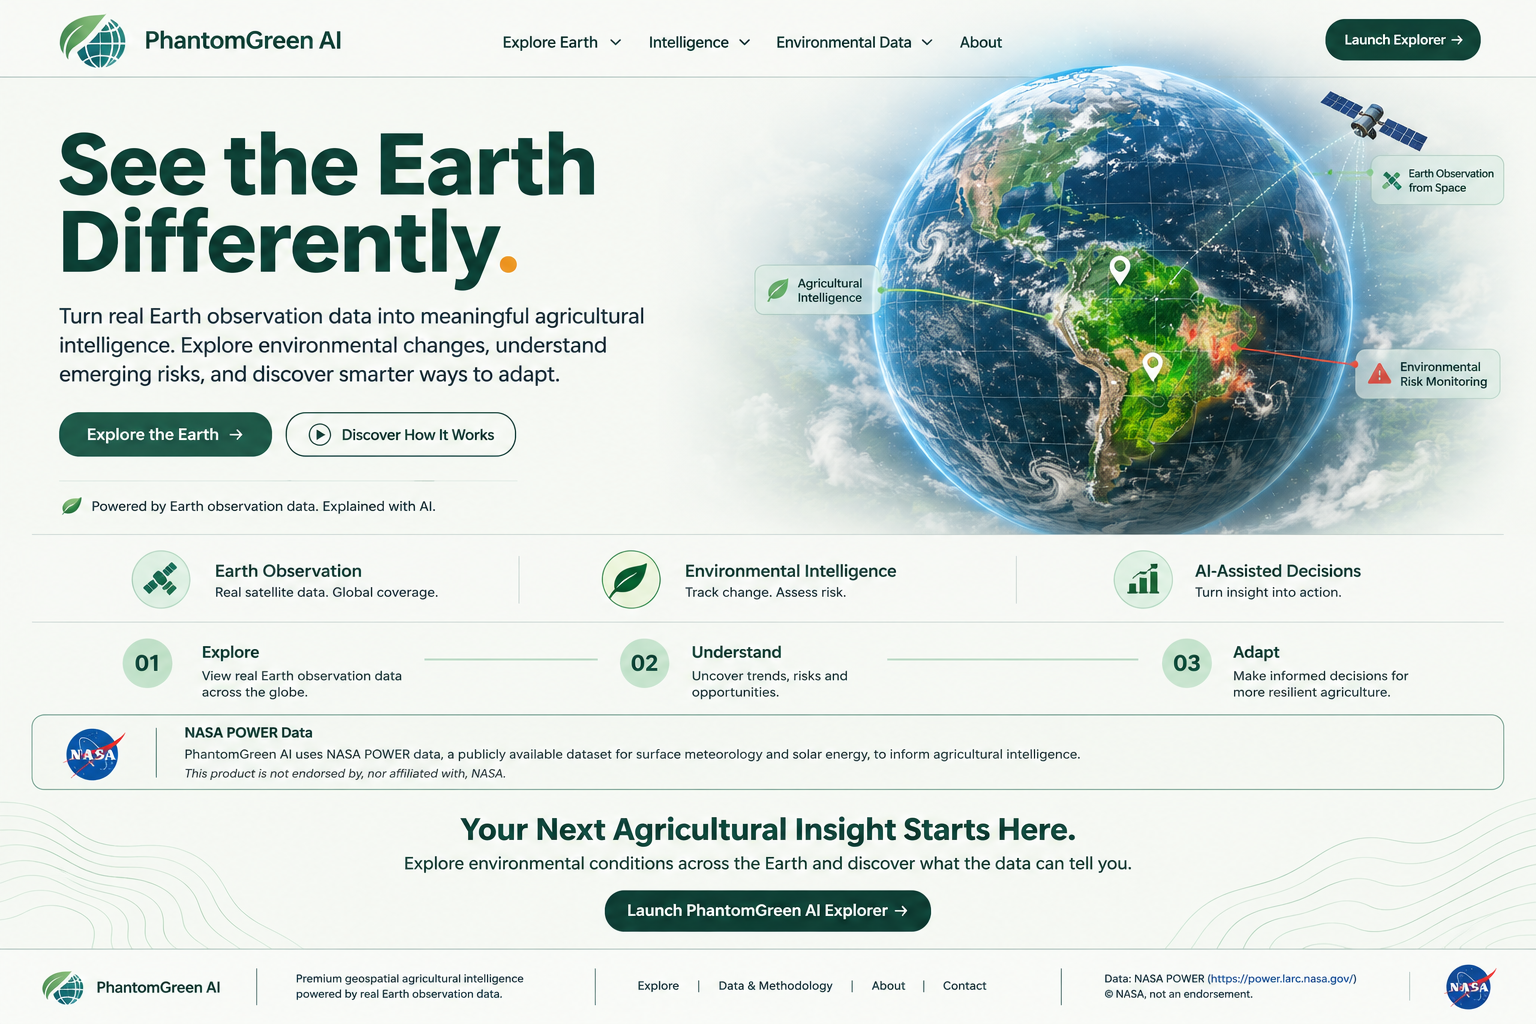 PhantomGreen AI
Explore Earth
Intelligence
Environmental Data
About
Launch Explorer →
See the Earth
Differently.
Turn real Earth observation data into meaningful agricultural
intelligence. Explore environmental changes, understand
emerging risks, and discover smarter ways to adapt.
Explore the Earth →
Discover How It Works
Powered by Earth observation data. Explained with AI.
Earth Observation
from Space
Agricultural
Intelligence
Environmental
Risk Monitoring
Earth Observation
Real satellite data. Global coverage.
Environmental Intelligence
Track change. Assess risk.
AI-Assisted Decisions
Turn insight into action.
01
Explore
View real Earth observation data
across the globe.
02
Understand
Uncover trends, risks and
opportunities.
03
Adapt
Make informed decisions for
more resilient agriculture.
NASA
NASA POWER Data
PhantomGreen AI uses NASA POWER data, a publicly available dataset for surface meteorology and solar energy, to inform agricultural intelligence.
This product is not endorsed by, nor affiliated with, NASA.
Your Next Agricultural Insight Starts Here.
Explore environmental conditions across the Earth and discover what the data can tell you.
Launch PhantomGreen AI Explorer →
PhantomGreen AI
Premium geospatial agricultural intelligence
powered by real Earth observation data.
Explore | Data & Methodology | About | Contact
Data: NASA POWER (https://power.larc.nasa.gov/)
© NASA, not an endorsement.
NASA